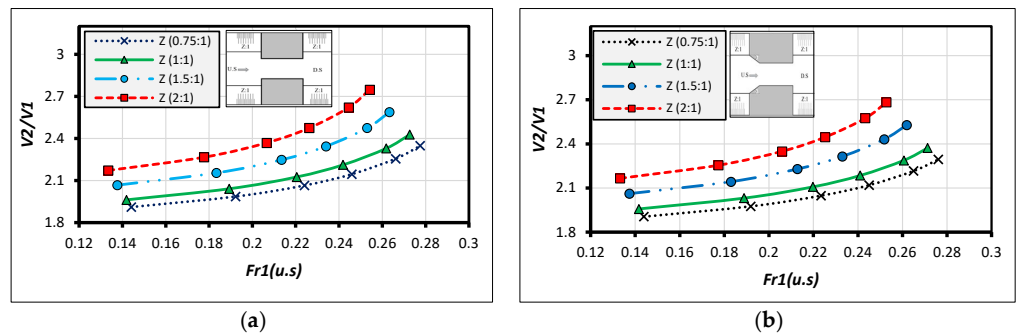 (a)
V2/V1
3
2.7
2.4
2.1
1.8
0.12 0.14 0.16 0.18 0.2 0.22 0.24 0.26 0.28 0.3
Fr1(u.s)
Z (0.75:1)
Z (1:1)
Z (1.5:1)
Z (2:1)
Z:1 Z:1
U.S D.S
Z:1 Z:1
(b)
V2/V1
3
2.7
2.4
2.1
1.8
0.12 0.14 0.16 0.18 0.2 0.22 0.24 0.26 0.28 0.3
Fr1(u.s)
Z (0.75:1)
Z (1:1)
Z (1.5:1)
Z (2:1)
Z:1 Z:1
U.S D.S
Z:1 Z:1